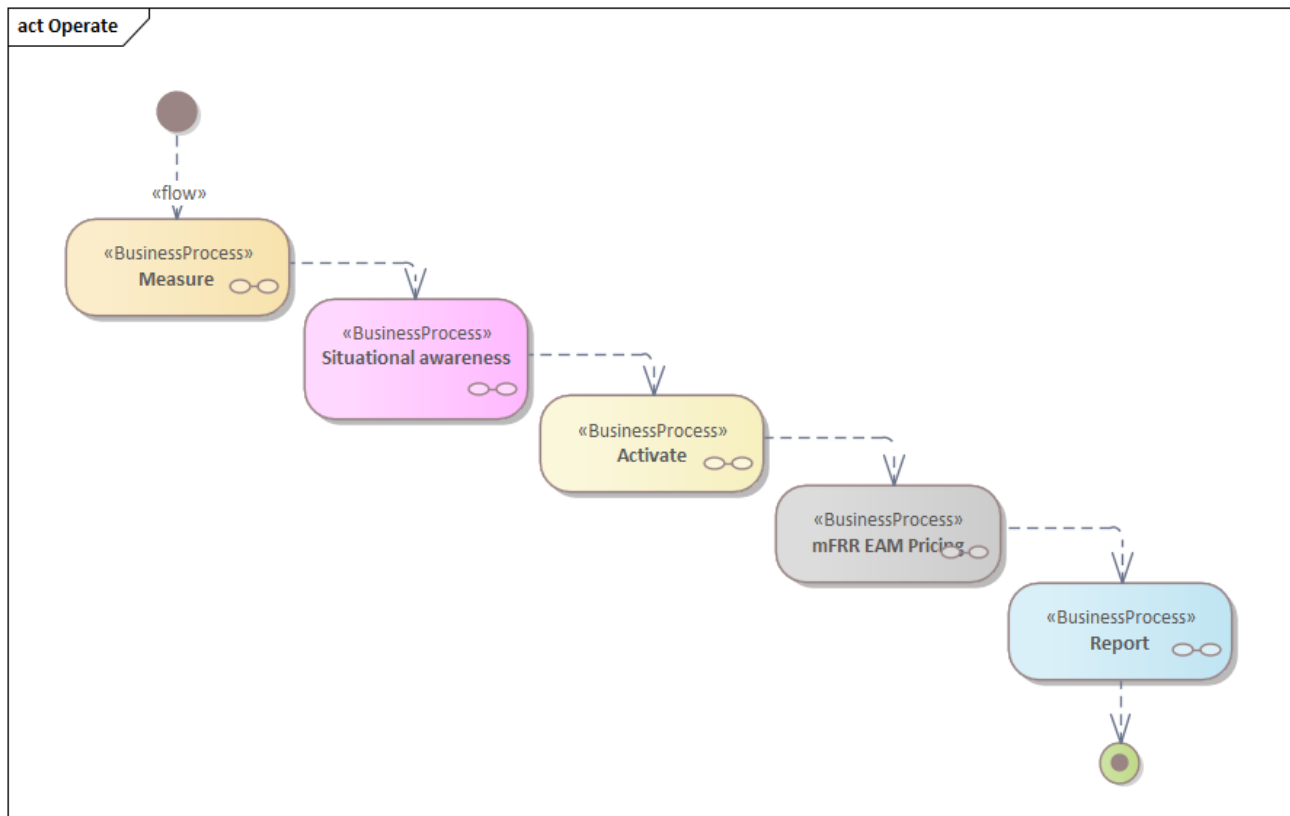 act Operate
«flow»
«BusinessProcess»
Measure
«BusinessProcess»
Situational awareness
«BusinessProcess»
Activate
«BusinessProcess»
mFRR EAM Pricing
«BusinessProcess»
Report